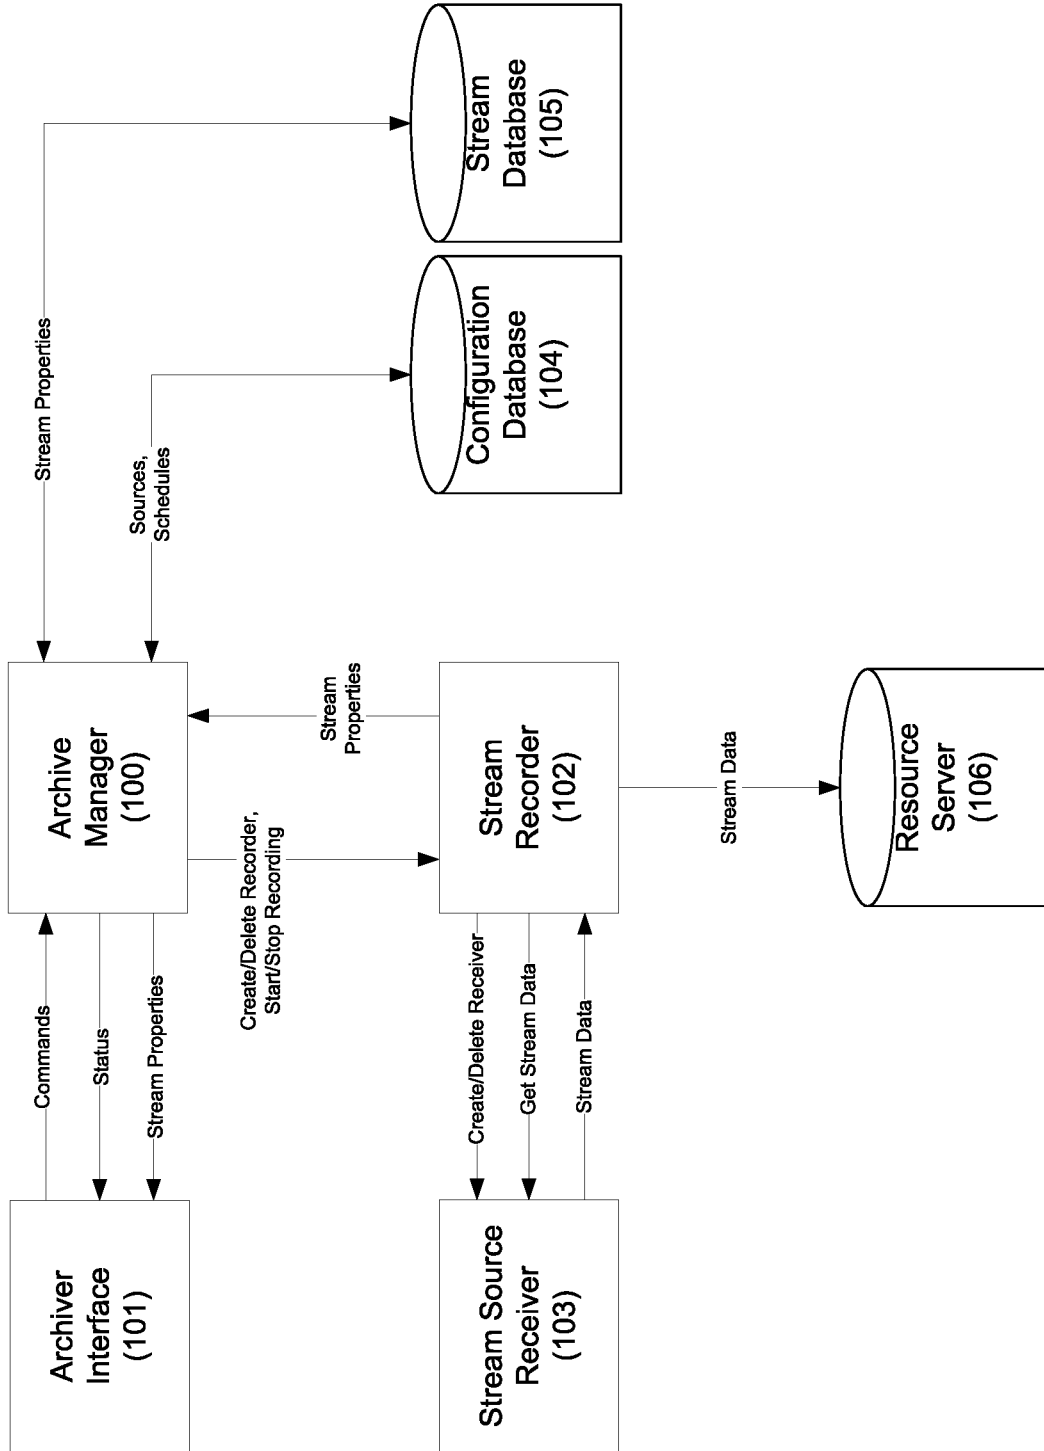 Archiver
Interface
(101)
Commands
Status
Stream Properties
Archive
Manager
(100)
Stream Properties
Sources,
Schedules
Create/Delete Recorder,
Start/Stop Recording
Stream
Properties
Stream Source
Receiver
(103)
Create/Delete Receiver
Get Stream Data
Stream Data
Stream
Recorder
(102)
Configuration
Database
(104)
Stream
Database
(105)
Stream Data
Resource
Server
(106)